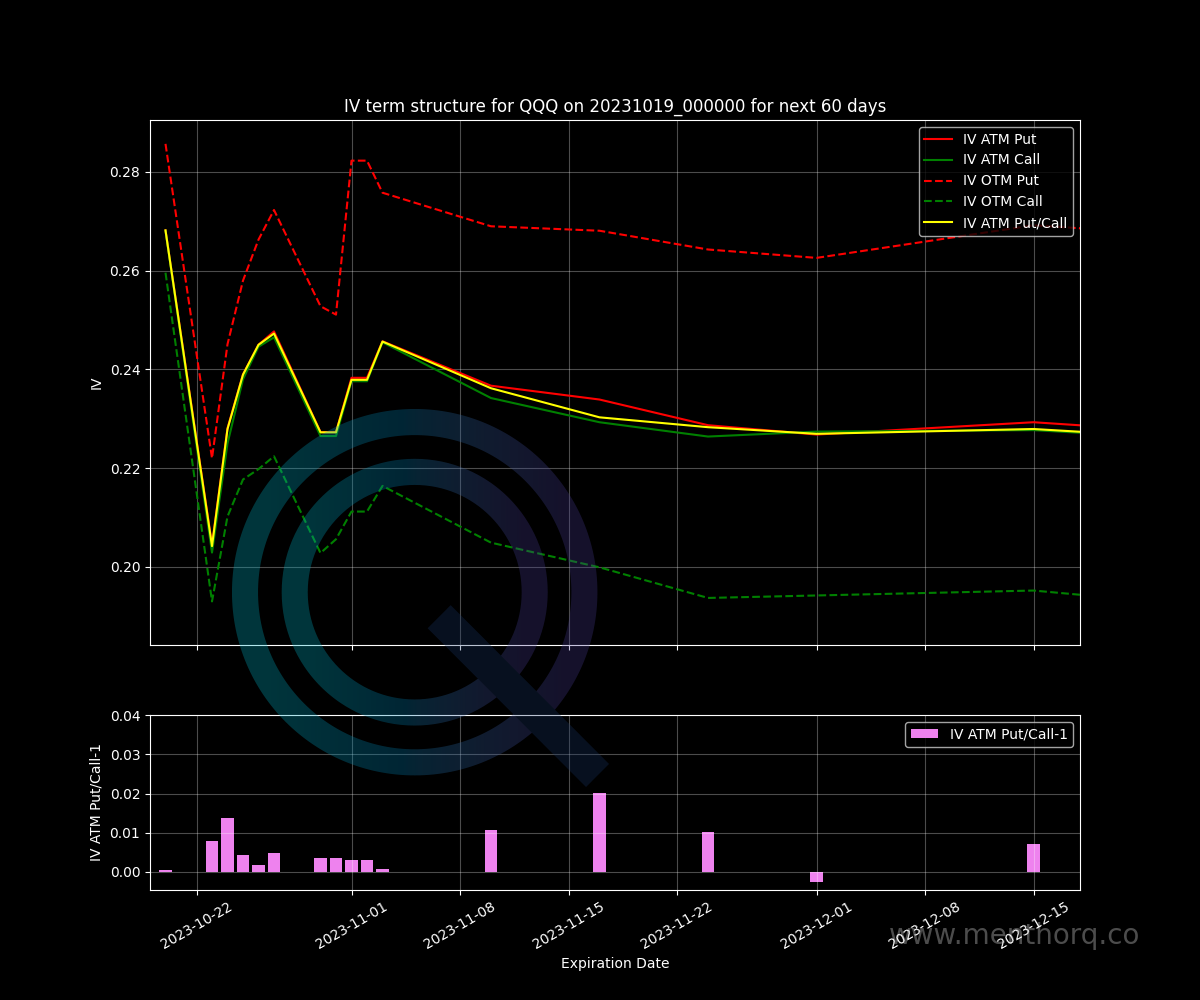 IV term structure for QQQ on 20231019_000000 for next 60 days
IV ATM Put
IV ATM Call
IV OTM Put
IV OTM Call
IV ATM Put/Call
0.28
0.26
0.24
0.22
0.20
IV
IV ATM Put/Call-1
0.04
0.03
0.02
0.01
0.00
IV ATM Put/Call-1
2023-10-22
2023-11-01
2023-11-08
2023-11-15
2023-11-22
2023-12-01
2023-12-08
2023-12-15
www.menthorq.co
Expiration Date